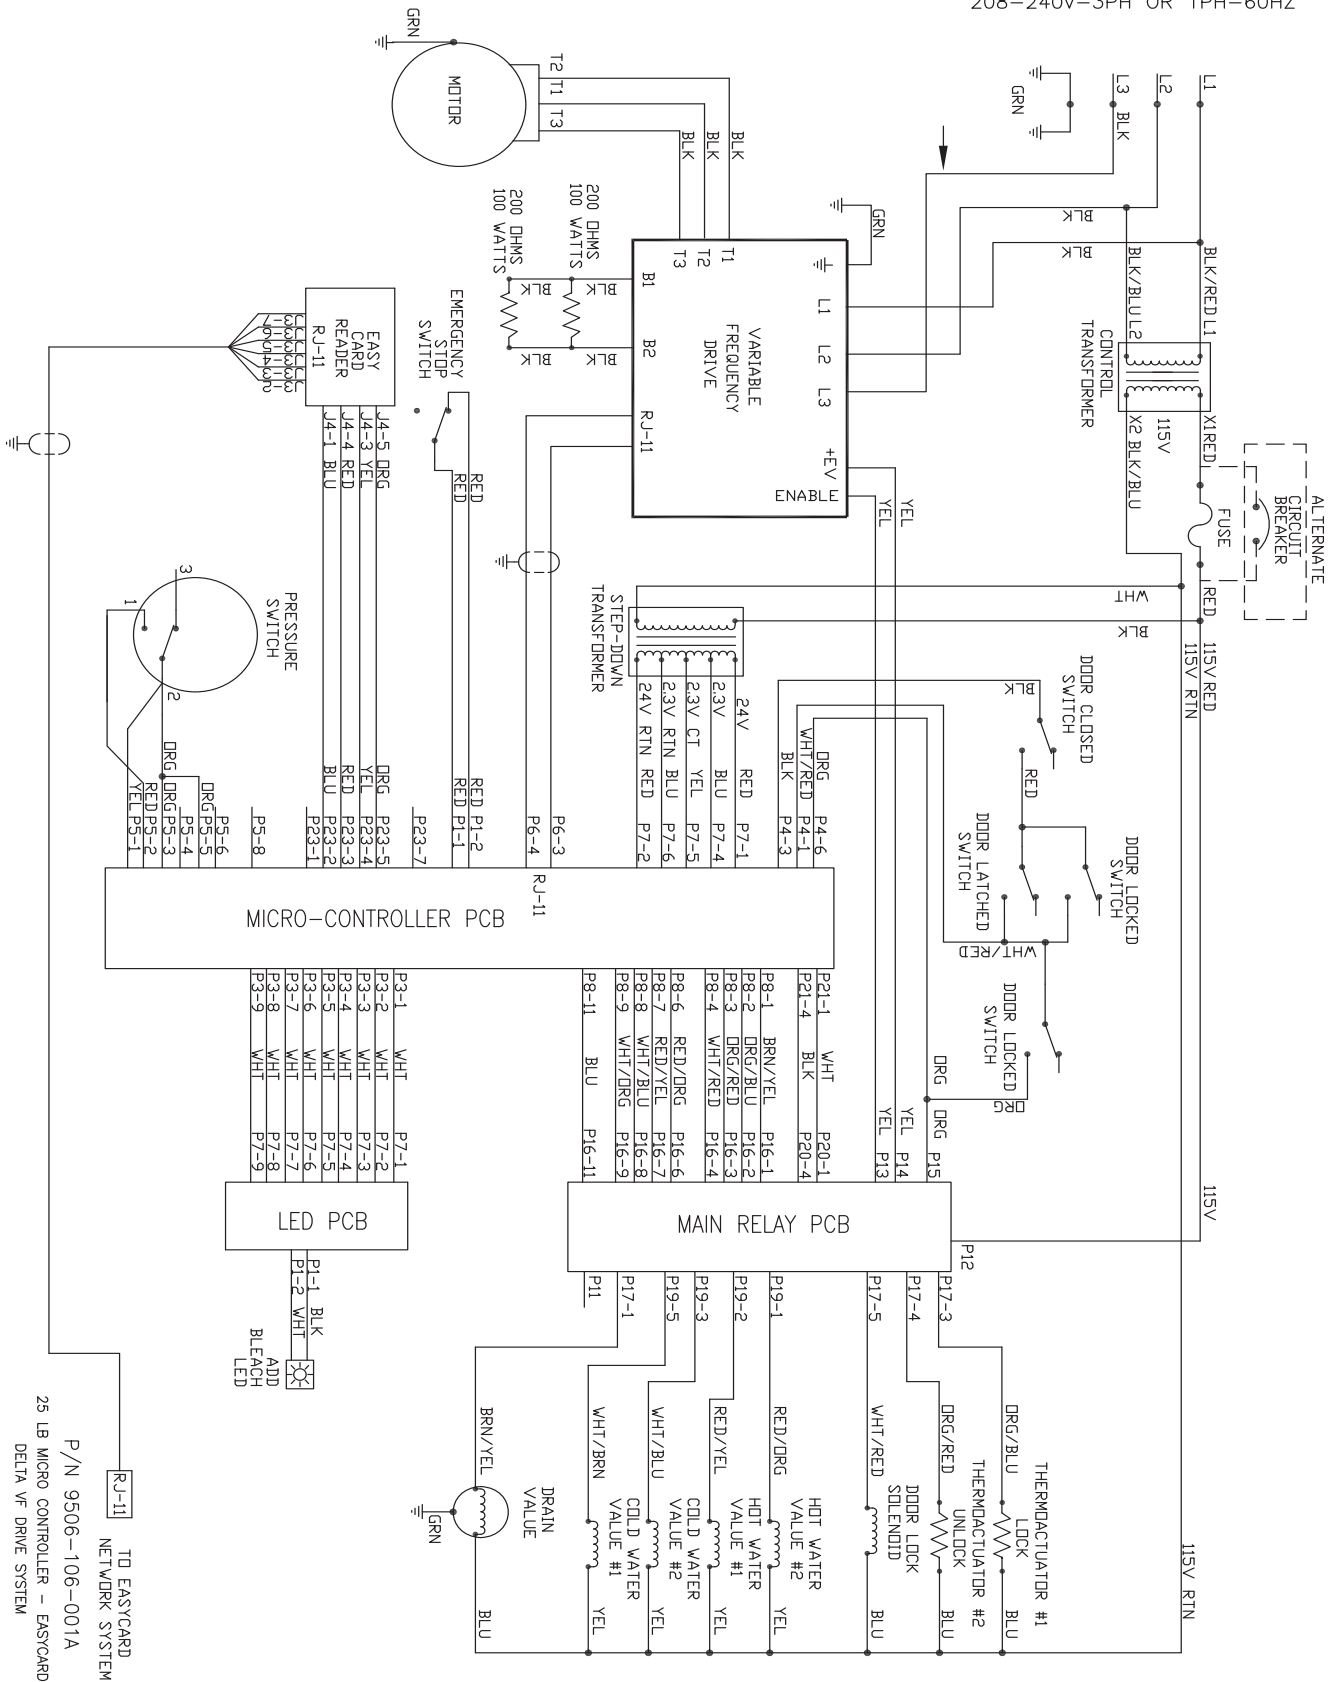 208-240V-3PH OR 1PH-60HZ
GRN
MOTOR
T2
T1
T3
BLK
BLK
BLK
L1
L2
L3
BLK
GRN
BLK
BLK
GRN
200 OHMS
100 WATTS
200 OHMS
100 WATTS
BLK
BLK
BLK
BLK
T1
T2
T3
B1
B2
RJ-11
VARIABLE
FREQUENCY
DRIVE
L1
L2
L3
+EV
ENABLE
YEL
YEL
BLK/RED L1
BLK/BLU L2
CONTROL
TRANSFORMER
115V
X1 RED
X2 BLK/BLU
ALTERNATE
CIRCUIT
BREAKER
FUSE
RED
WHT
BLK
115V RED
115V RTN
EASY
CARD
READER
RJ-11
J4-5 ORG
J4-3 YEL
J4-4 RED
J4-1 BLU
EMERGENCY
STOP
SWITCH
RED
RED
PRESSURE
SWITCH
3
1
2
ORG
STEP-DOWN
TRANSFORMER
24V
2.3V
2.3V CT
2.3V RTN
24V RTN
RED
BLU
YEL
BLU
RED
P7-1
P7-4
P7-5
P7-6
P7-2
DOOR CLOSED
SWITCH
BLK
RED
DOOR LATCHED
SWITCH
DOOR LOCKED
SWITCH
WHT/RED
DOOR LOCKED
SWITCH
ORG
ORG P4-6
WHT/RED P4-1
BLK P4-3
P6-3
P6-4
RJ-11
RED P1-2
RED P1-1
P23-7
ORG P23-5
YEL P23-4
RED P23-3
BLU P23-2
P23-1
P5-8
P5-6
ORG P5-5
P5-4
ORG P5-3
RED P5-2
YEL P5-1
MICRO-CONTROLLER PCB
P3-1 WHT P7-1
P3-2 WHT P7-2
P3-3 WHT P7-3
P3-4 WHT P7-4
P3-5 WHT P7-5
P3-6 WHT P7-6
P3-7 WHT P7-7
P3-8 WHT P7-8
P3-9 WHT P7-9
P21-1 WHT P20-1
P21-4 BLK P20-4
P8-1 BRN/YEL P16-1
P8-2 ORG/BLU P16-2
P8-3 ORG/RED P16-3
P8-4 WHT/RED P16-4
P8-6 RED/ORG P16-6
P8-7 RED/YEL P16-7
P8-8 WHT/BLU P16-8
P8-9 WHT/ORG P16-9
P8-11 BLU P16-11
ORG
ORG P15
YEL P14
YEL P13
LED PCB
P1-1 BLK
P1-2 WHT
ADD
BLEACH
LED
MAIN RELAY PCB
115V
P12
P17-3
P17-4
P17-5
P19-1
P19-2
P19-3
P19-5
P17-1
P11
ORG/BLU
ORG/RED
WHT/RED
RED/ORG
RED/YEL
WHT/BLU
WHT/BRN
BRN/YEL
THERMOACTUATOR #1
LOCK
THERMOACTUATOR #2
UNLOCK
DOOR LOCK
SOLENOID
HOT WATER
VALUE #2
HOT WATER
VALUE #1
COLD WATER
VALUE #2
COLD WATER
VALUE #1
DRAIN
VALUE
GRN
BLU
BLU
BLU
YEL
YEL
YEL
YEL
BLU
115V RTN
RJ-11
TO EASYCARD
NETWORK SYSTEM
P/N 9506-106-001A
25 LB MICRO CONTROLLER - EASYCARD
DELTA VF DRIVE SYSTEM